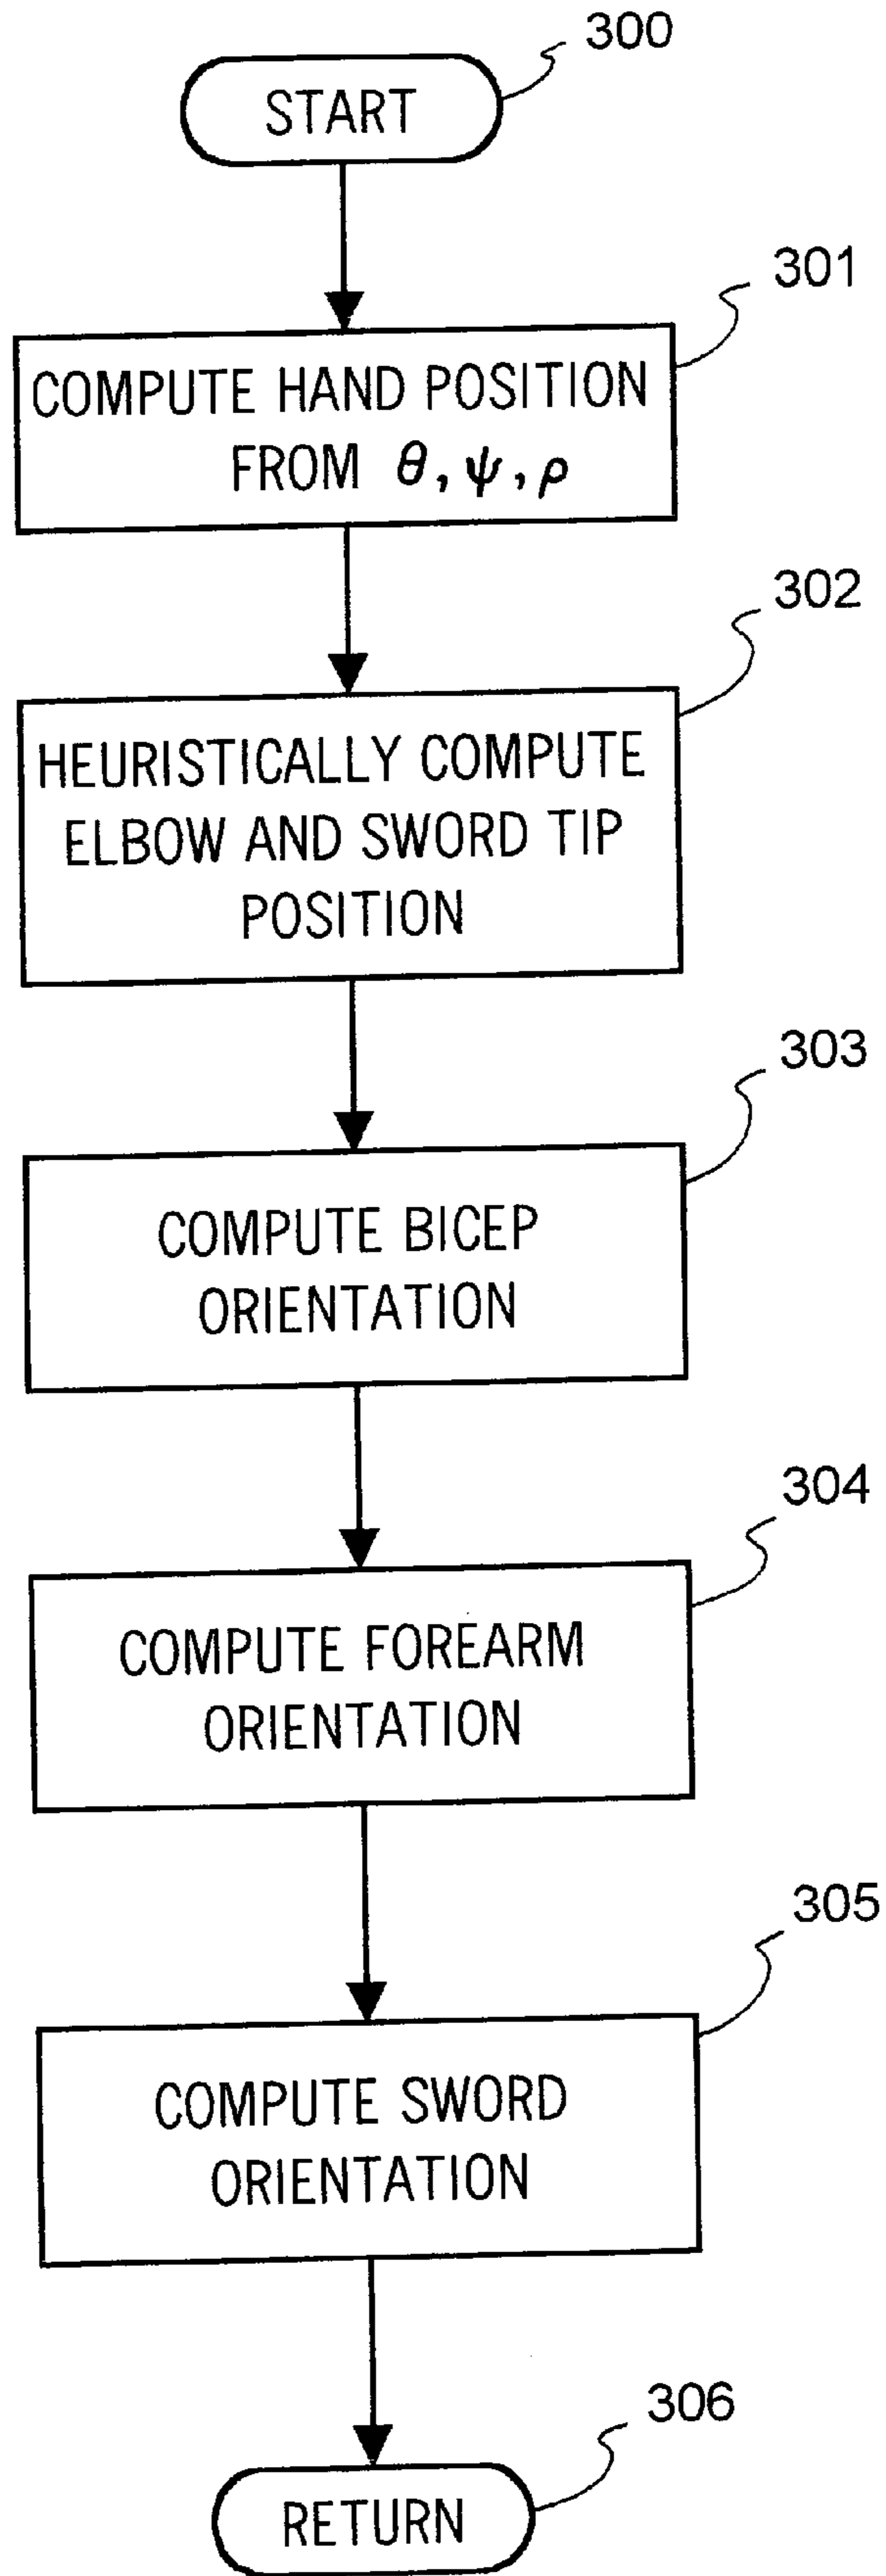 300
START
301
COMPUTE HAND POSITION
FROM θ, ψ, ρ
302
HEURISTICALLY COMPUTE
ELBOW AND SWORD TIP
POSITION
303
COMPUTE BICEP
ORIENTATION
304
COMPUTE FOREARM
ORIENTATION
305
COMPUTE SWORD
ORIENTATION
306
RETURN